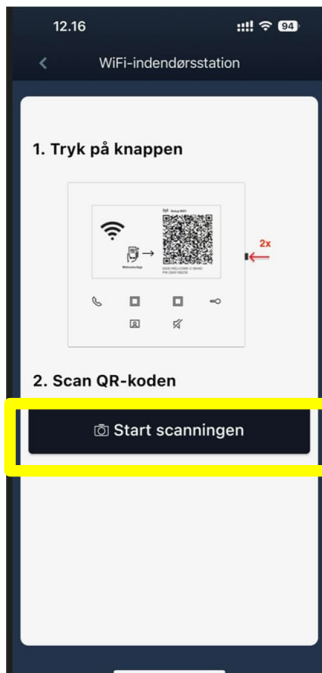 12.16
94
WiFi-indendørsstation
1. Tryk på knappen
2x
2. Scan QR-koden
Start scanningen